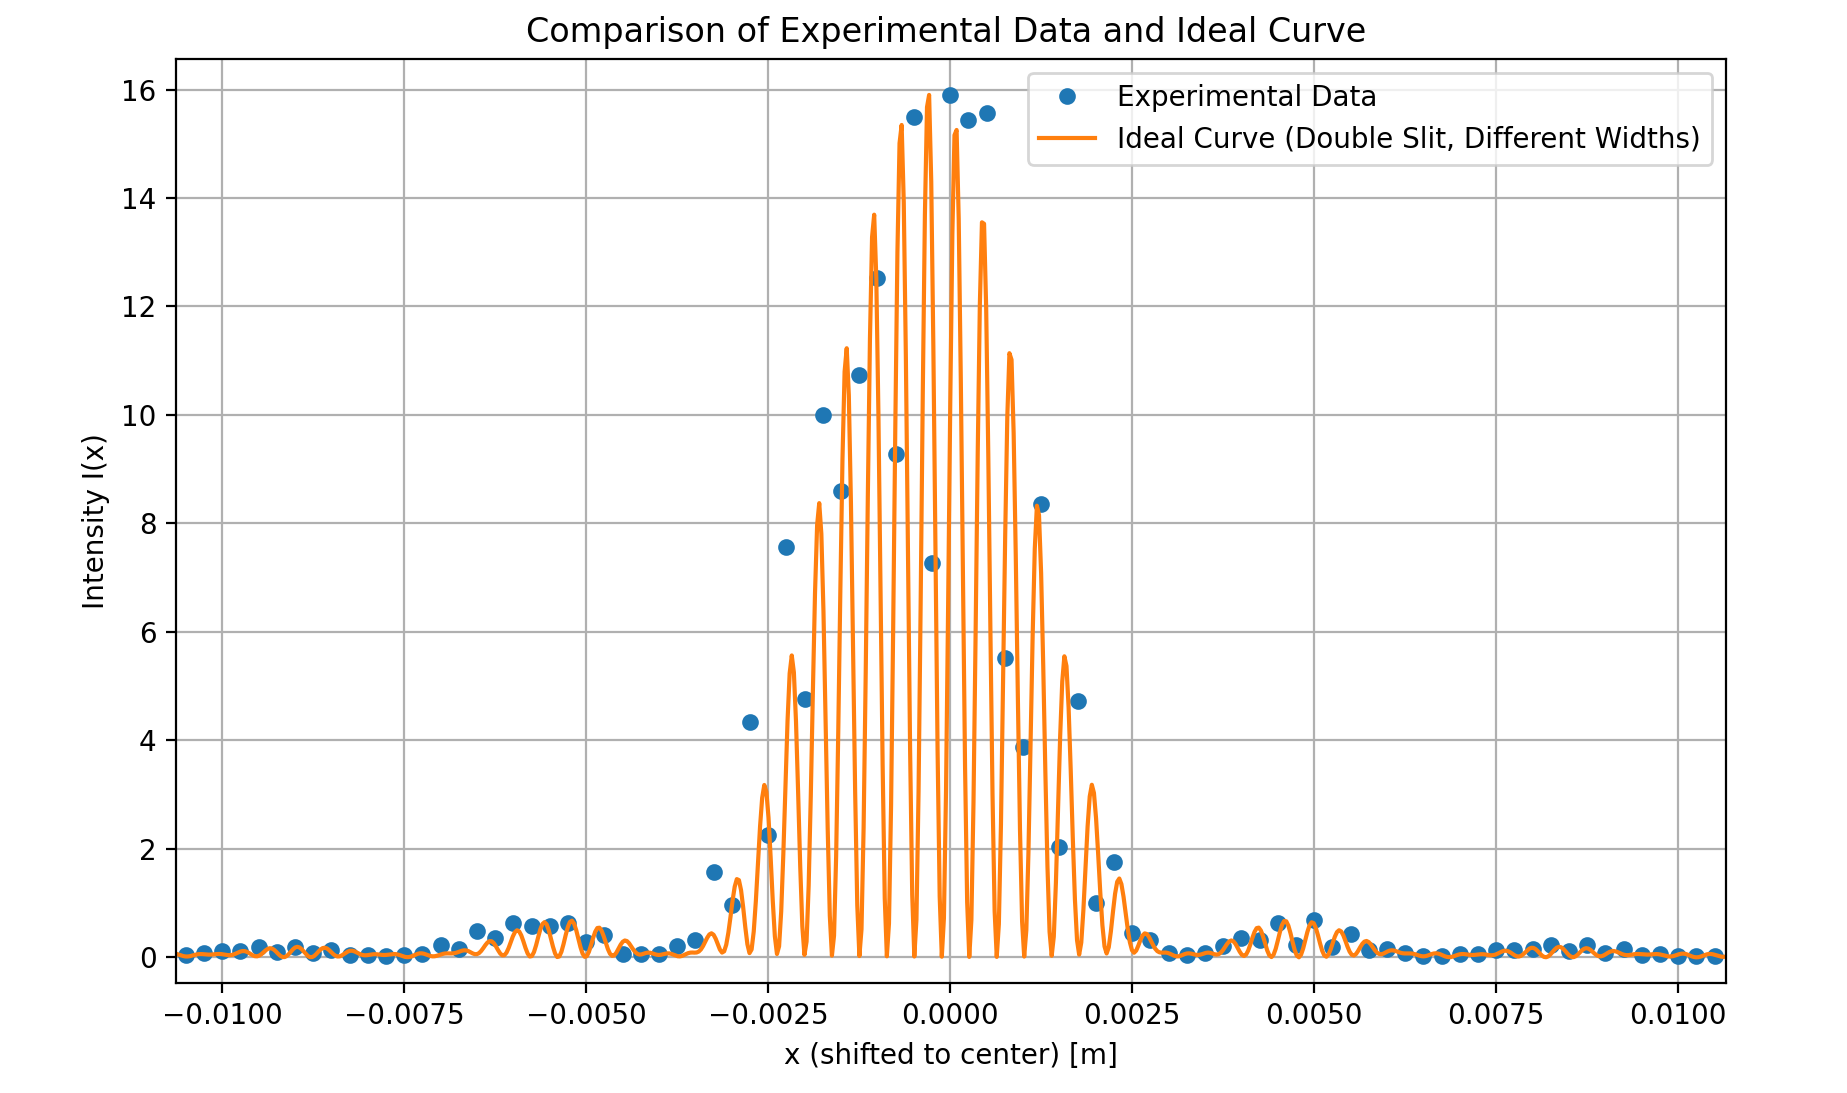 Comparison of Experimental Data and Ideal Curve
16
14
12
10
8
6
4
2
0
Intensity I(x)
Experimental Data
Ideal Curve (Double Slit, Different Widths)
−0.0100 −0.0075 −0.0050 −0.0025 0.0000 0.0025 0.0050 0.0075 0.0100
x (shifted to center) [m]